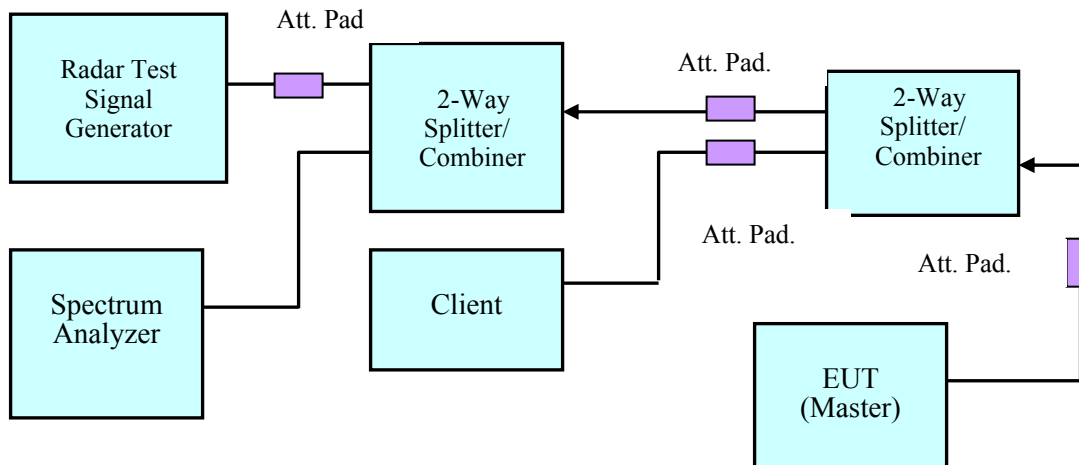 Att. Pad
Radar Test
Signal
Generator
2-Way
Splitter/
Combiner
Att. Pad.
2-Way
Splitter/
Combiner
Att. Pad.
Att. Pad.
Spectrum
Analyzer
Client
EUT
(Master)